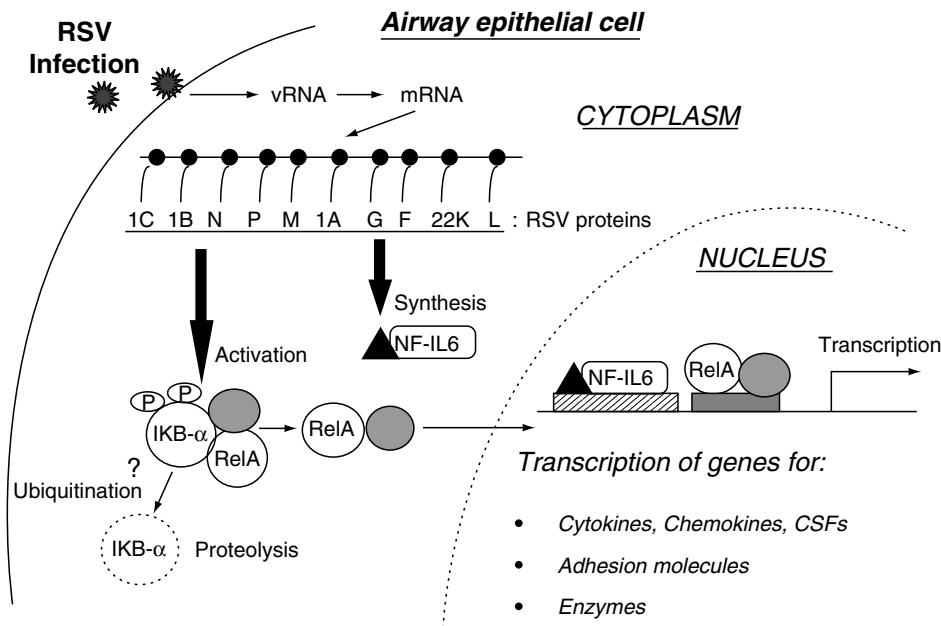 Airway epithelial cell
RSV
Infection
vRNA
mRNA
CYTOPLASM
1C 1B N P M 1A G F 22K L : RSV proteins
NUCLEUS
Synthesis
NF-IL6
Activation
P
P
IKB-α
RelA
RelA
NF-IL6
RelA
Transcription
?
Ubiquitination
IKB-α
Proteolysis
Transcription of genes for:
• Cytokines, Chemokines, CSFs
• Adhesion molecules
• Enzymes